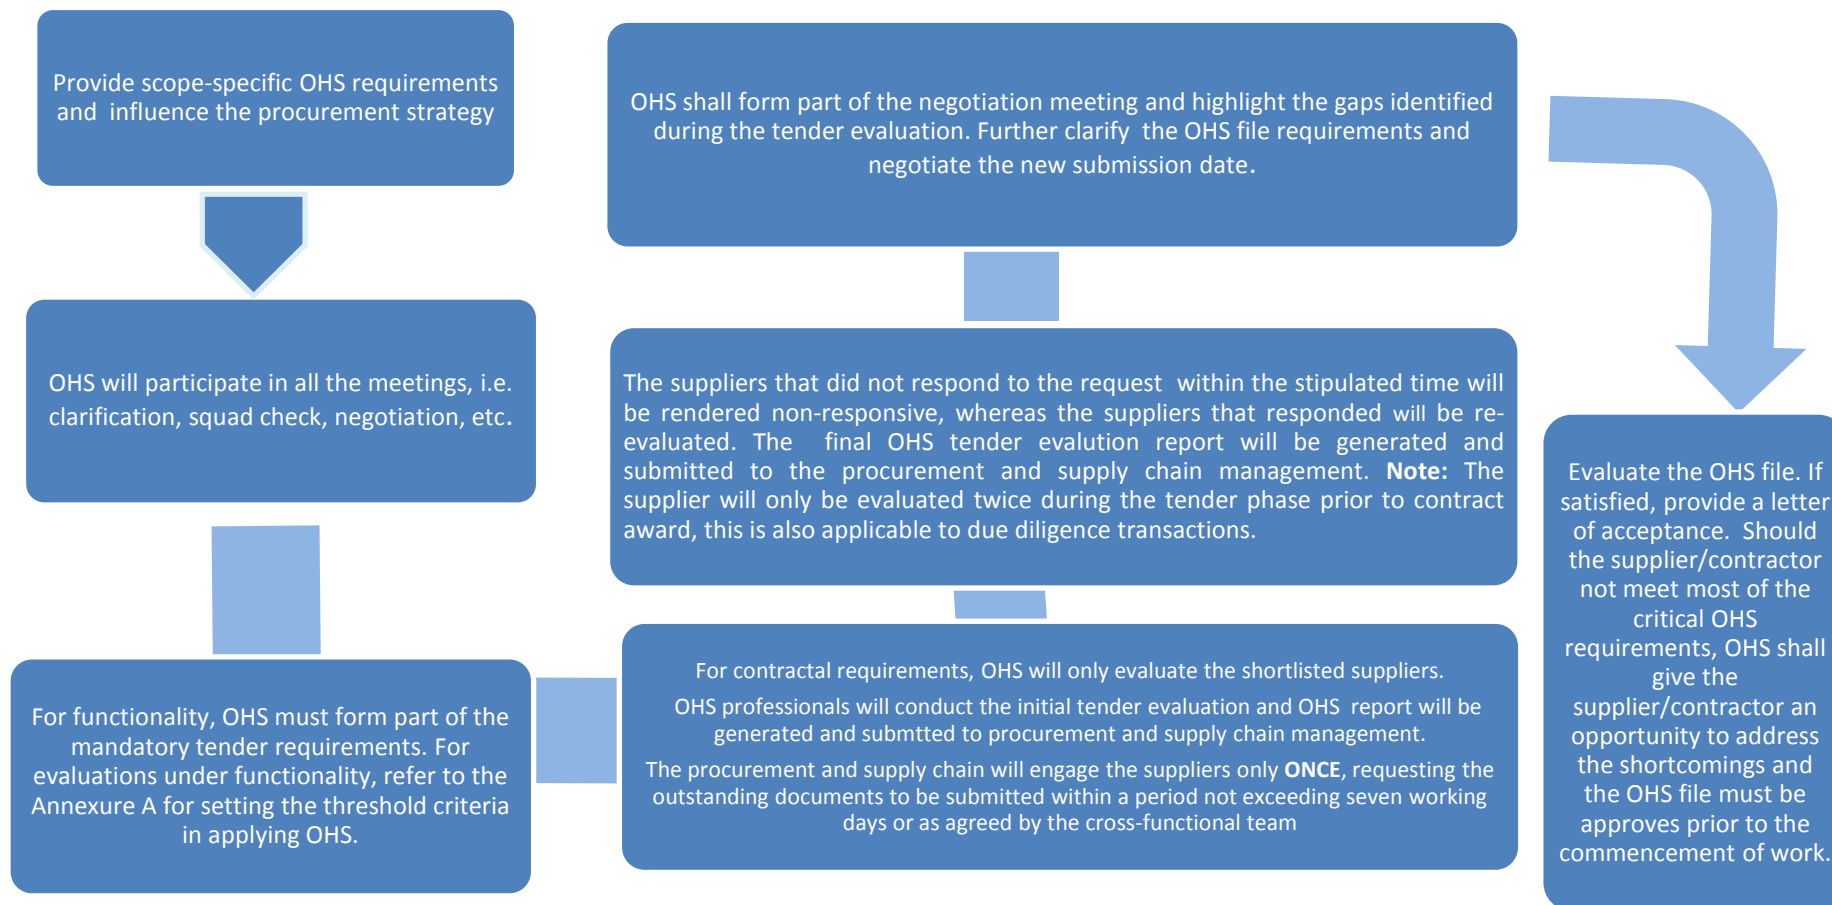 Provide scope-specific OHS requirements
and  influence the procurement strategy
OHS will participate in all the meetings, i.e.
clarification, squad check, negotiation, etc.
For functionality, OHS must form part of the
mandatory tender requirements. For
evaluations under functionality, refer to the
Annexure A for setting the threshold criteria
in applying OHS.
For contractal requirements, OHS will only evaluate the shortlisted suppliers.
OHS professionals will conduct the initial tender evaluation and OHS  report will be
generated and submtted to procurement and supply chain management.
The procurement and supply chain will engage the suppliers only ONCE, requesting the
outstanding documents to be submitted within a period not exceeding seven working
days or as agreed by the cross-functional team
The suppliers that did not respond to the request  within the stipulated time will
be rendered non-responsive, whereas the suppliers that responded will be re-
evaluated. The  final OHS tender evalution report will be generated and
submitted to the procurement and supply chain management. Note: The
supplier will only be evaluated twice during the tender phase prior to contract
award, this is also applicable to due diligence transactions.
OHS shall form part of the negotiation meeting and highlight the gaps identified
during the tender evaluation. Further clarify  the OHS file requirements and
negotiate the new submission date.
Evaluate the OHS file. If
satisfied, provide a letter
of acceptance.  Should
the supplier/contractor
not meet most of the
critical OHS
requirements, OHS shall
give the
supplier/contractor an
opportunity to address
the shortcomings and
the OHS file must be
approves prior to the
commencement of work.